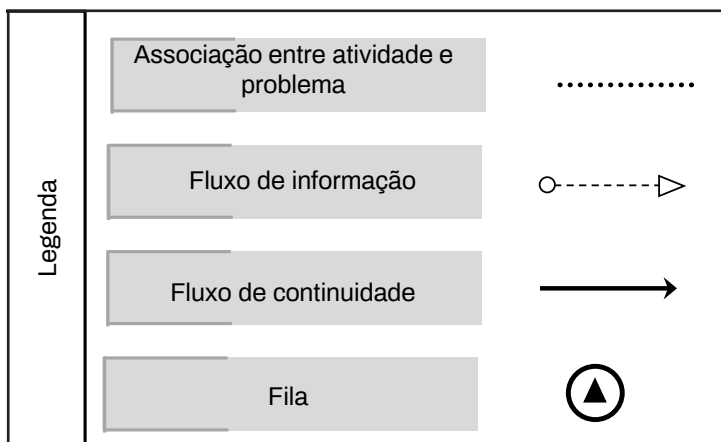 Legenda
Associação entre atividade e
problema
Fluxo de informação
Fluxo de continuidade
Fila